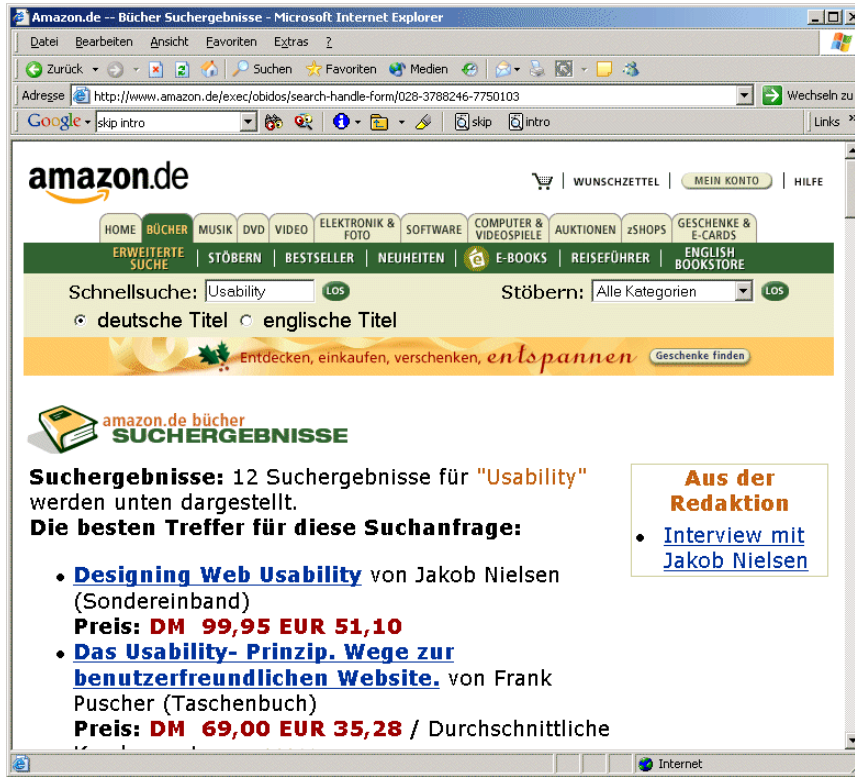 Amazon.de -- Bücher Suchergebnisse - Microsoft Internet Explorer
Datei Bearbeiten Ansicht Favoriten Extras ?
Zurück Suchen Favoriten Medien
Adresse http://www.amazon.de/exec/obidos/search-handle-form/028-3788246-7750103 Wechseln zu
Google skip intro skip intro Links »
amazon.de WUNSCHZETTEL | MEIN KONTO | HILFE
HOME BÜCHER MUSIK DVD VIDEO ELEKTRONIK & FOTO SOFTWARE COMPUTER & VIDEOSPIELE AUKTIONEN zSHOPS GESCHENKE & E-CARDS
ERWEITERTE SUCHE | STÖBERN | BESTSELLER | NEUHEITEN | e E-BOOKS | REISEFÜHRER | ENGLISH BOOKSTORE
Schnellsuche: Usability LOS Stöbern: Alle Kategorien LOS
deutsche Titel englische Titel
Entdecken, einkaufen, verschenken, entspannen Geschenke finden
amazon.de bücher
SUCHERGEBNISSE
Suchergebnisse: 12 Suchergebnisse für "Usability"
werden unten dargestellt.
Die besten Treffer für diese Suchanfrage:
• Designing Web Usability von Jakob Nielsen
(Sondereinband)
Preis: DM 99,95 EUR 51,10
• Das Usability- Prinzip. Wege zur
benutzerfreundlichen Website. von Frank
Puscher (Taschenbuch)
Preis: DM 69,00 EUR 35,28 / Durchschnittliche
Aus der
Redaktion
• Interview mit
Jakob Nielsen
Internet